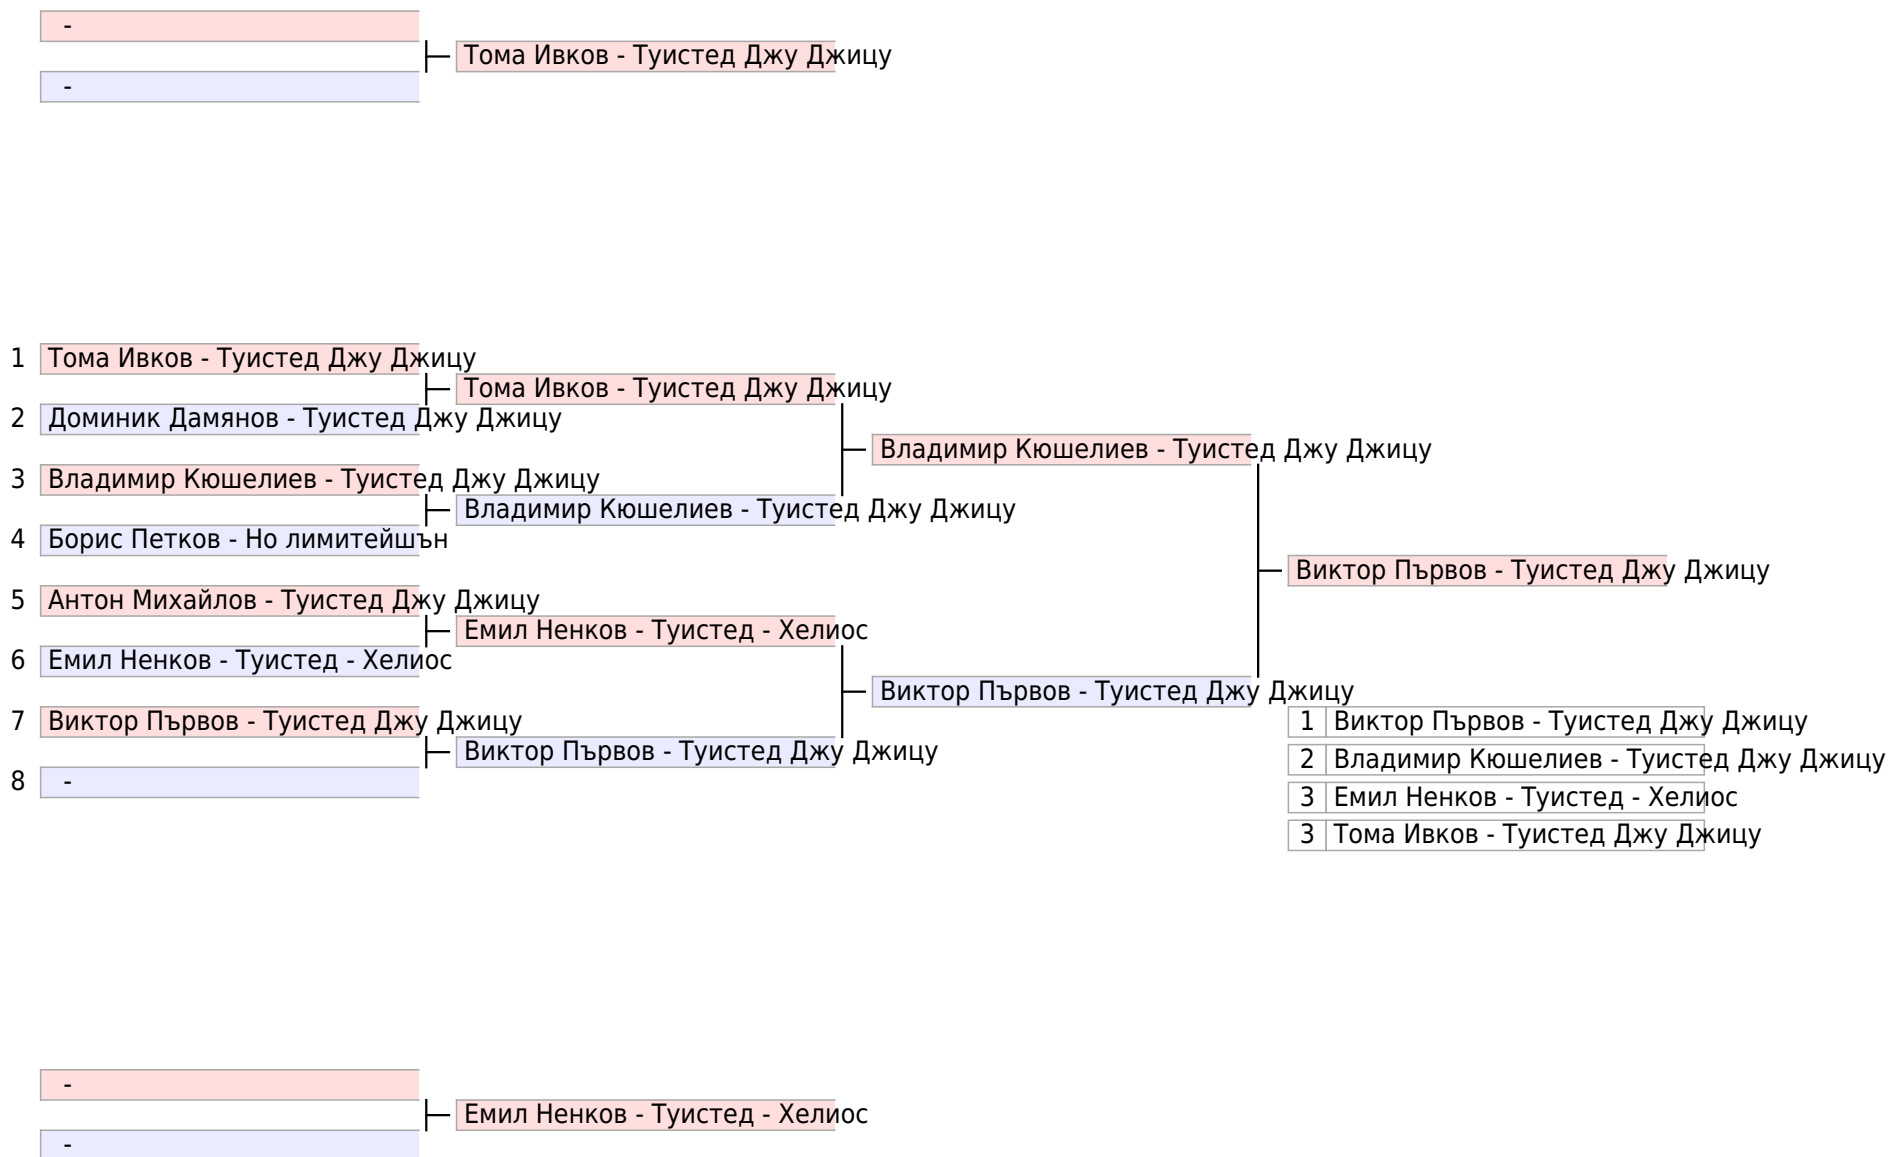 -
Тома Ивков - Туистед Джу Джицу
-
1 Тома Ивков - Туистед Джу Джицу
Тома Ивков - Туистед Джу Джицу
2 Доминик Дамянов - Туистед Джу Джицу
Владимир Кюшелиев - Туистед Джу Джицу
3 Владимир Кюшелиев - Туистед Джу Джицу
Владимир Кюшелиев - Туистед Джу Джицу
4 Борис Петков - Но лимитейшън
Виктор Първов - Туистед Джу Джицу
5 Антон Михайлов - Туистед Джу Джицу
Емил Ненков - Туистед - Хелиос
6 Емил Ненков - Туистед - Хелиос
Виктор Първов - Туистед Джу Джицу
7 Виктор Първов - Туистед Джу Джицу
1 Виктор Първов - Туистед Джу Джицу
Виктор Първов - Туистед Джу Джицу
2 Владимир Кюшелиев - Туистед Джу Джицу
8 -
3 Емил Ненков - Туистед - Хелиос
3 Тома Ивков - Туистед Джу Джицу
-
Емил Ненков - Туистед - Хелиос
-